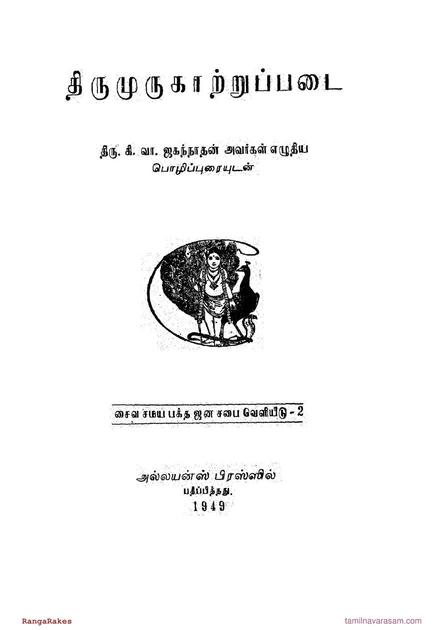 திருமுருகாற்றுப்படை
திரு. கி. வா. ஜகந்நாதன் அவர்கள் எழுதிய
பொழிப்புரையுடன்
சைவ சமய பக்த ஜன சபை வெளியீடு - 2
அல்லயன்ஸ் பிரஸ்ஸில்
பதிப்பித்தது.
1949
RangaRakes
tamilnavarasam.com